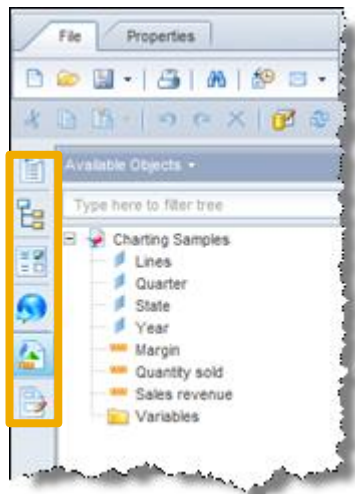 File Properties
Available Objects
Type here to filter tree
Charting Samples
Lines
Quarter
State
Year
Margin
Quantity sold
Sales revenue
Variables